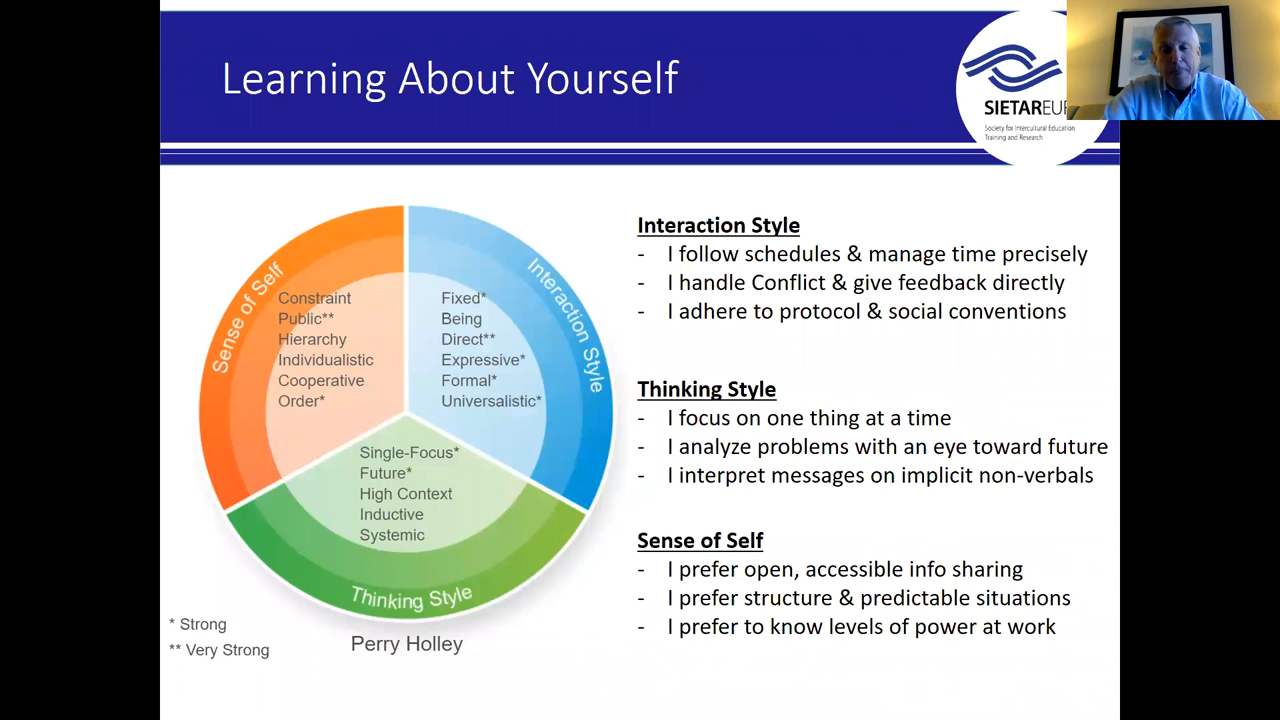 Learning About Yourself
SIETAREU
Society for Intercultural Education
Training and Research
Sense of Self
Constraint
Public**
Hierarchy
Individualistic
Cooperative
Order*
Interaction Style
Fixed*
Being
Direct**
Expressive*
Formal*
Universalistic*
Single-Focus*
Future*
High Context
Inductive
Systemic
Thinking Style
* Strong
** Very Strong
Perry Holley
Interaction Style
- I follow schedules & manage time precisely
- I handle Conflict & give feedback directly
- I adhere to protocol & social conventions
Thinking Style
- I focus on one thing at a time
- I analyze problems with an eye toward future
- I interpret messages on implicit non-verbals
Sense of Self
- I prefer open, accessible info sharing
- I prefer structure & predictable situations
- I prefer to know levels of power at work